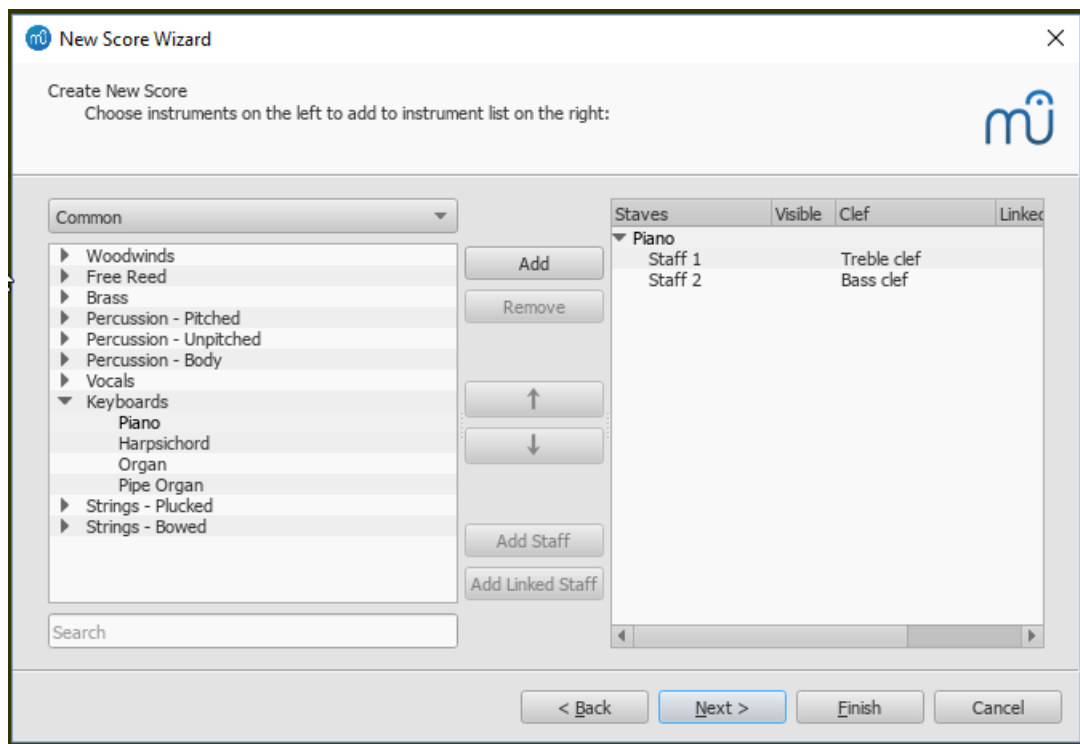 New Score Wizard
Create New Score
Choose instruments on the left to add to instrument list on the right:
Common
Woodwinds
Free Reed
Brass
Percussion - Pitched
Percussion - Unpitched
Percussion - Body
Vocals
Keyboards
Piano
Harpsichord
Organ
Pipe Organ
Strings - Plucked
Strings - Bowed
Search
Add
Remove
↑
↓
Add Staff
Add Linked Staff
Staves Visible Clef Linked
Piano
Staff 1 Treble clef
Staff 2 Bass clef
< Back Next > Finish Cancel